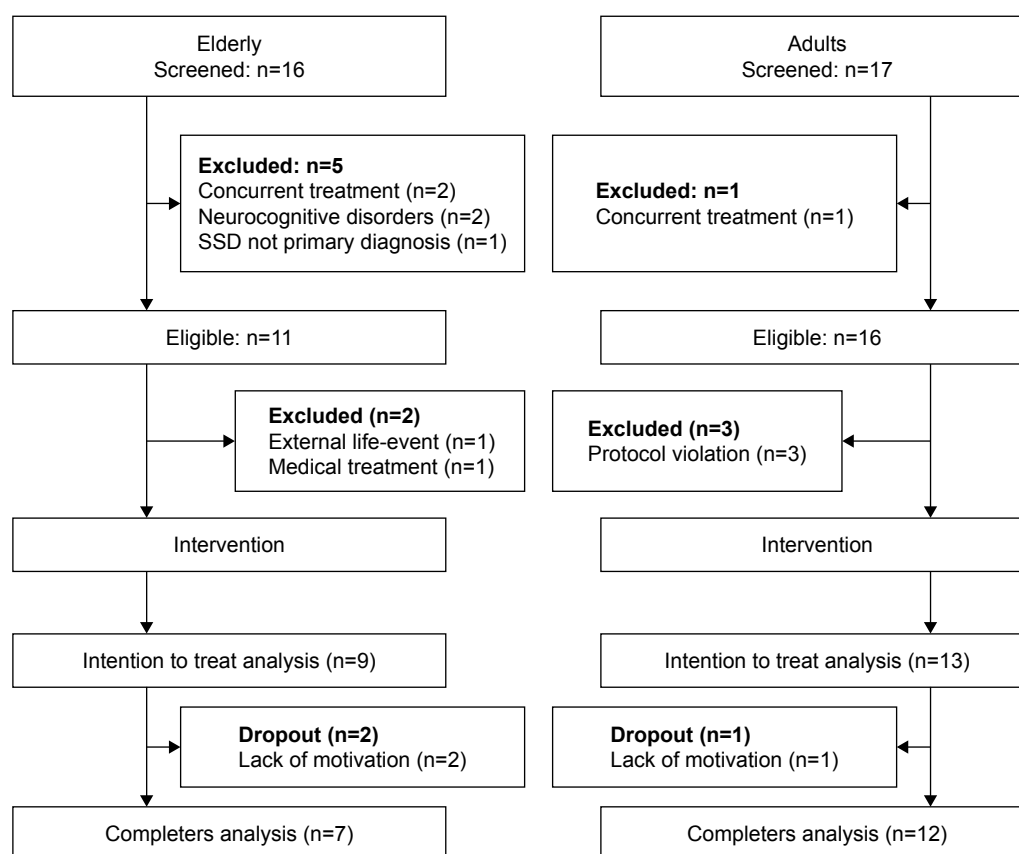 Elderly
Screened: n=16
Adults
Screened: n=17
Excluded: n=5
Concurrent treatment (n=2)
Neurocognitive disorders (n=2)
SSD not primary diagnosis (n=1)
Excluded: n=1
Concurrent treatment (n=1)
Eligible: n=11
Eligible: n=16
Excluded (n=2)
External life-event (n=1)
Medical treatment (n=1)
Excluded (n=3)
Protocol violation (n=3)
Intervention
Intervention
Intention to treat analysis (n=9)
Intention to treat analysis (n=13)
Dropout (n=2)
Lack of motivation (n=2)
Dropout (n=1)
Lack of motivation (n=1)
Completers analysis (n=7)
Completers analysis (n=12)